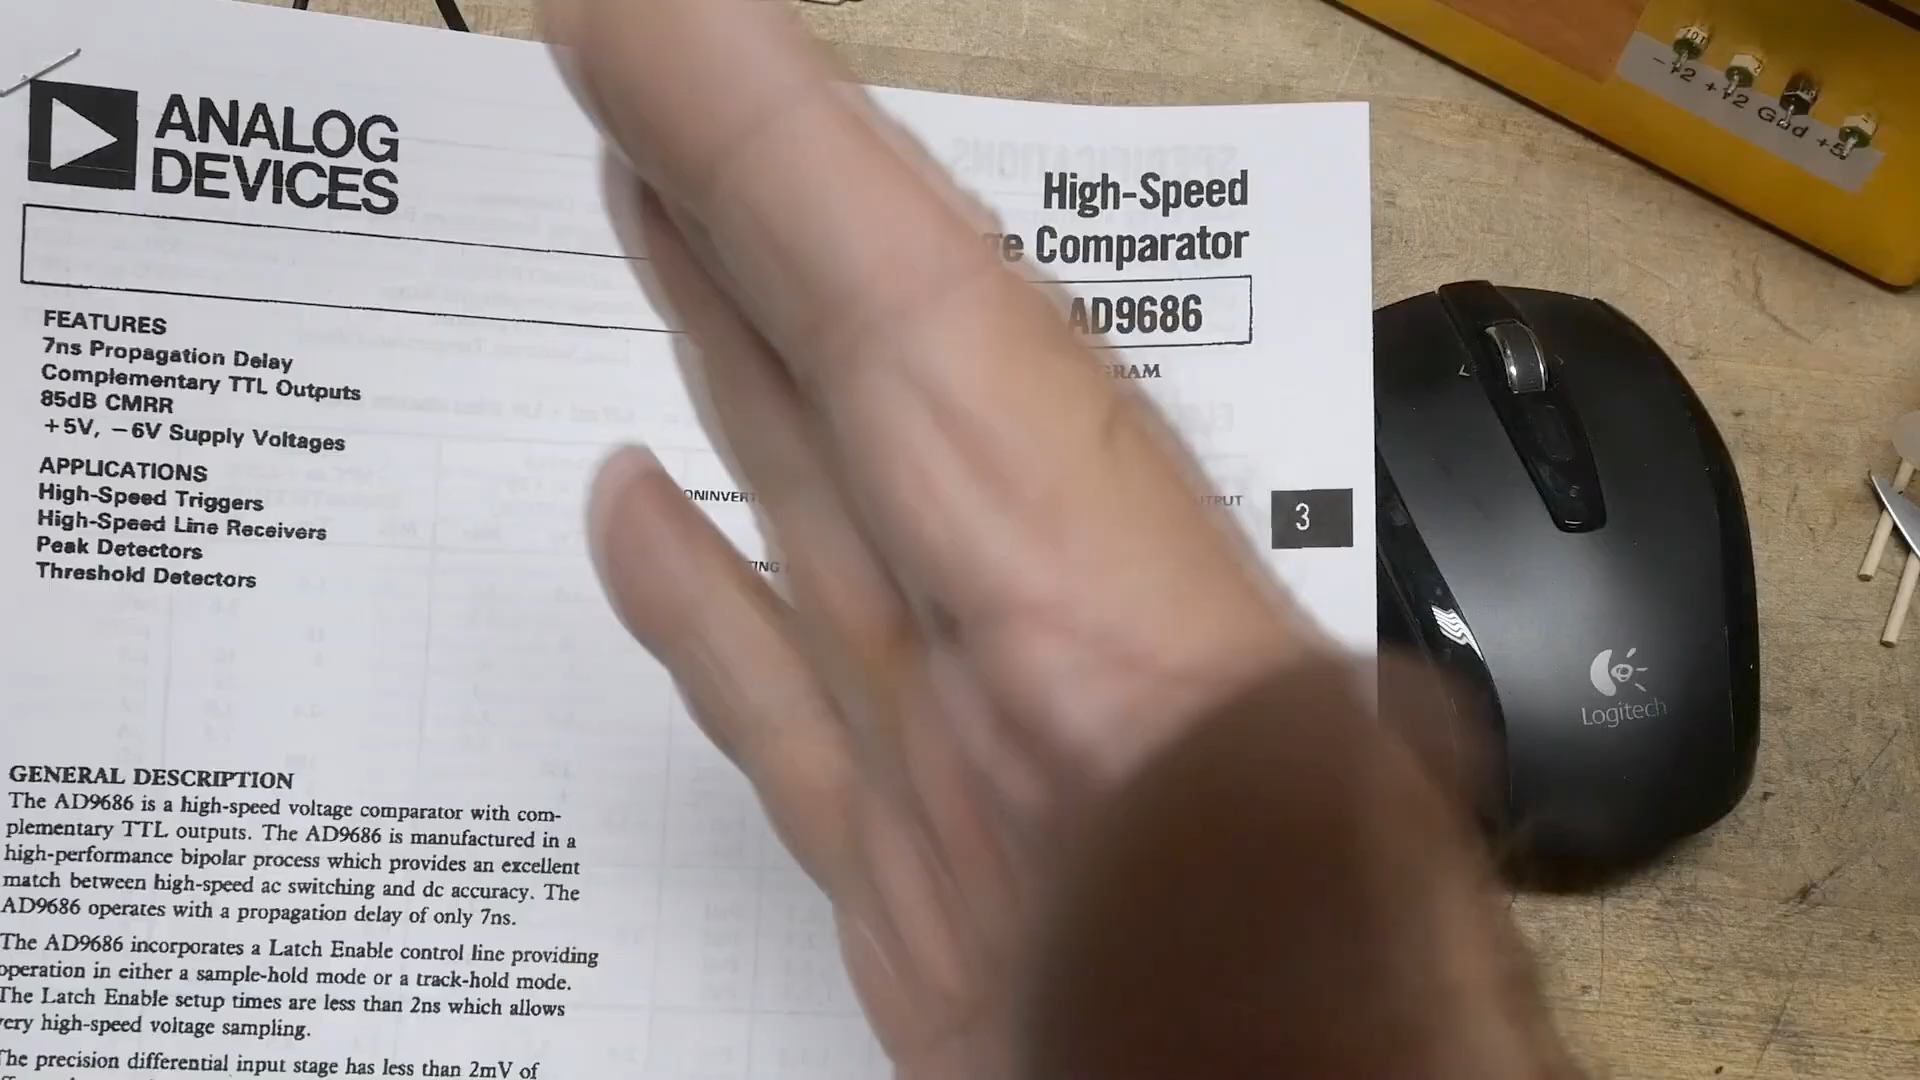 ANALOG
DEVICES
High-Speed
Comparator
AD9686
FEATURES
7ns Propagation Delay
Complementary TTL Outputs
85dB CMRR
+5V, −6V Supply Voltages
APPLICATIONS
High-Speed Triggers
High-Speed Line Receivers
Peak Detectors
Threshold Detectors
3
GENERAL DESCRIPTION
The AD9686 is a high-speed voltage comparator with com-
plementary TTL outputs. The AD9686 is manufactured in a
high-performance bipolar process which provides an excellent
match between high-speed ac switching and dc accuracy. The
AD9686 operates with a propagation delay of only 7ns.
The AD9686 incorporates a Latch Enable control line providing
operation in either a sample-hold mode or a track-hold mode.
The Latch Enable setup times are less than 2ns which allows
very high-speed voltage sampling.
The precision differential input stage has less than 2mV of
-12 +12 Gnd +5
Logitech